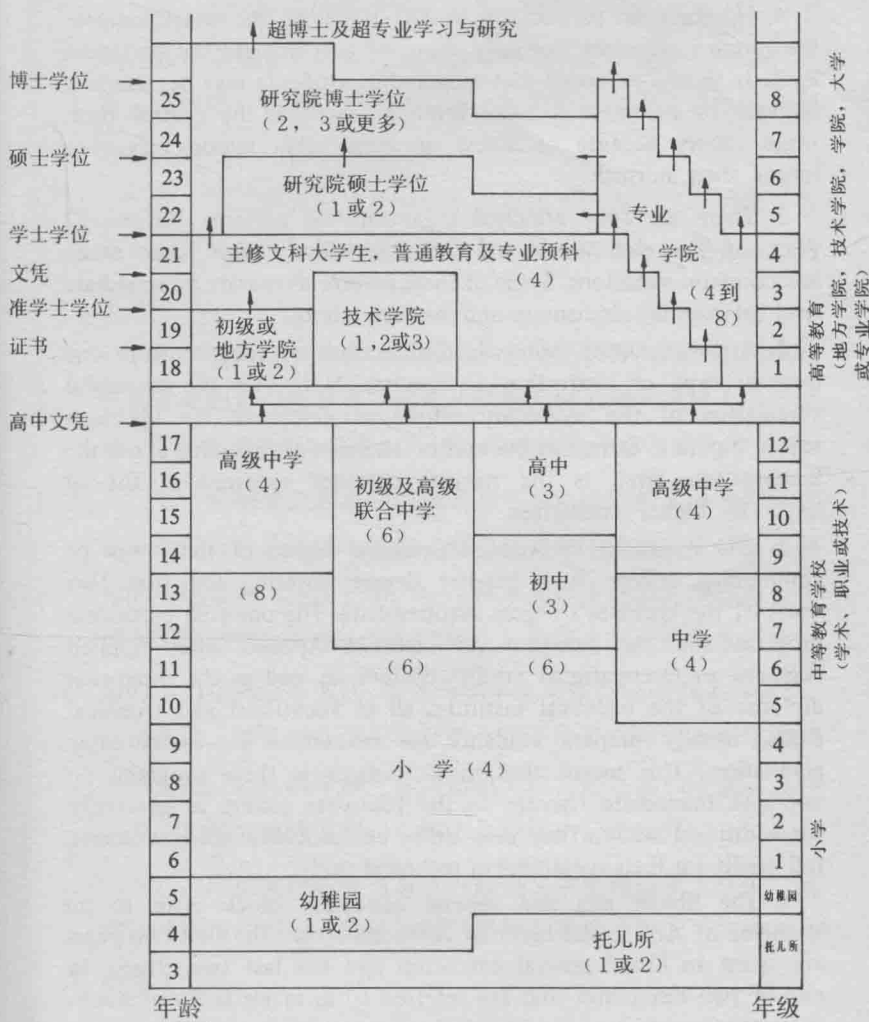 超博士及超专业学习与研究
博士学位
25
研究院博士学位
(2,3或更多)
8
24
7
硕士学位
23
研究院硕士学位
(1或2)
6
22
专业
5
学士学位
21
主修文科大学生,普通教育及专业预科
(4)
学院
4
文凭
20
(4到
8)
3
准学士学位
19
初级或
地方学院
(1或2)
技术学院
(1,2或3)
2
证书
18
1
高等教育
(地方学院,技术学院,学院,大学
或专业学院)
高中文凭
17
高级中学
(4)
初级及高级
联合中学
(6)
高中
(3)
高级中学
(4)
12
16
11
15
10
14
9
13
(8)
初中
(3)
8
12
中学
(4)
7
11
(6)
(6)
6
10
5
中等教育学校
(学术,职业或技术)
9
4
8
小学(4)
3
7
2
6
1
小学
5
幼稚园
(1或2)
幼稚园
4
托儿所
(1或2)
托儿所
3
年龄
年级